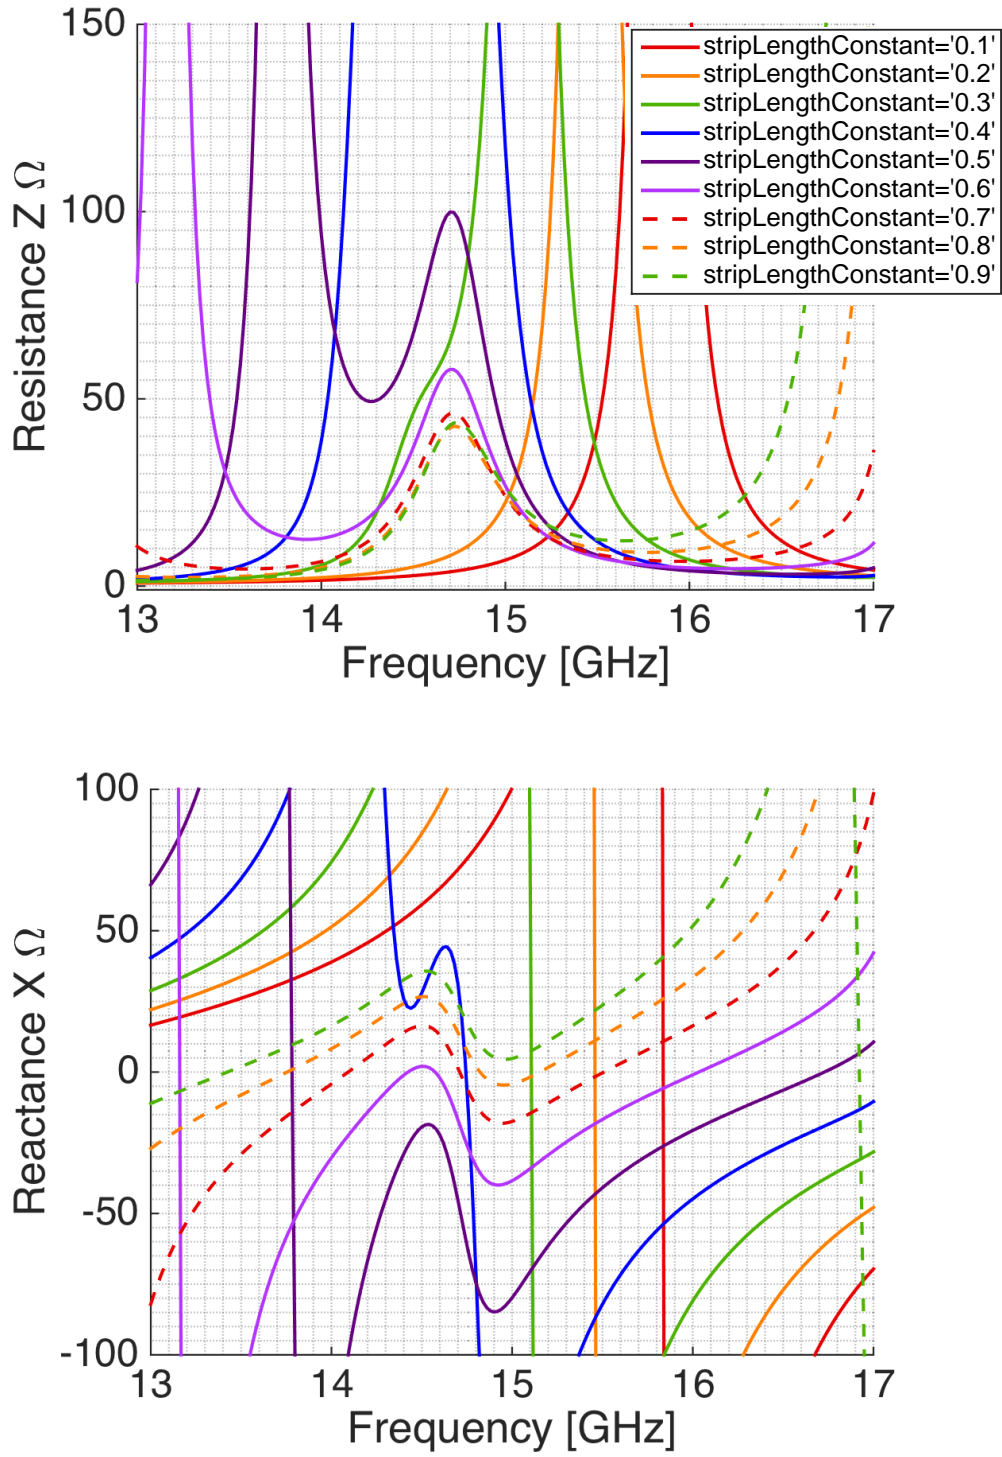 150
100
50
0
Resistance Z Ω
stripLengthConstant='0.1'
stripLengthConstant='0.2'
stripLengthConstant='0.3'
stripLengthConstant='0.4'
stripLengthConstant='0.5'
stripLengthConstant='0.6'
stripLengthConstant='0.7'
stripLengthConstant='0.8'
stripLengthConstant='0.9'
13 14 15 16 17
Frequency [GHz]
100
50
0
-50
-100
Reactance X Ω
13 14 15 16 17
Frequency [GHz]